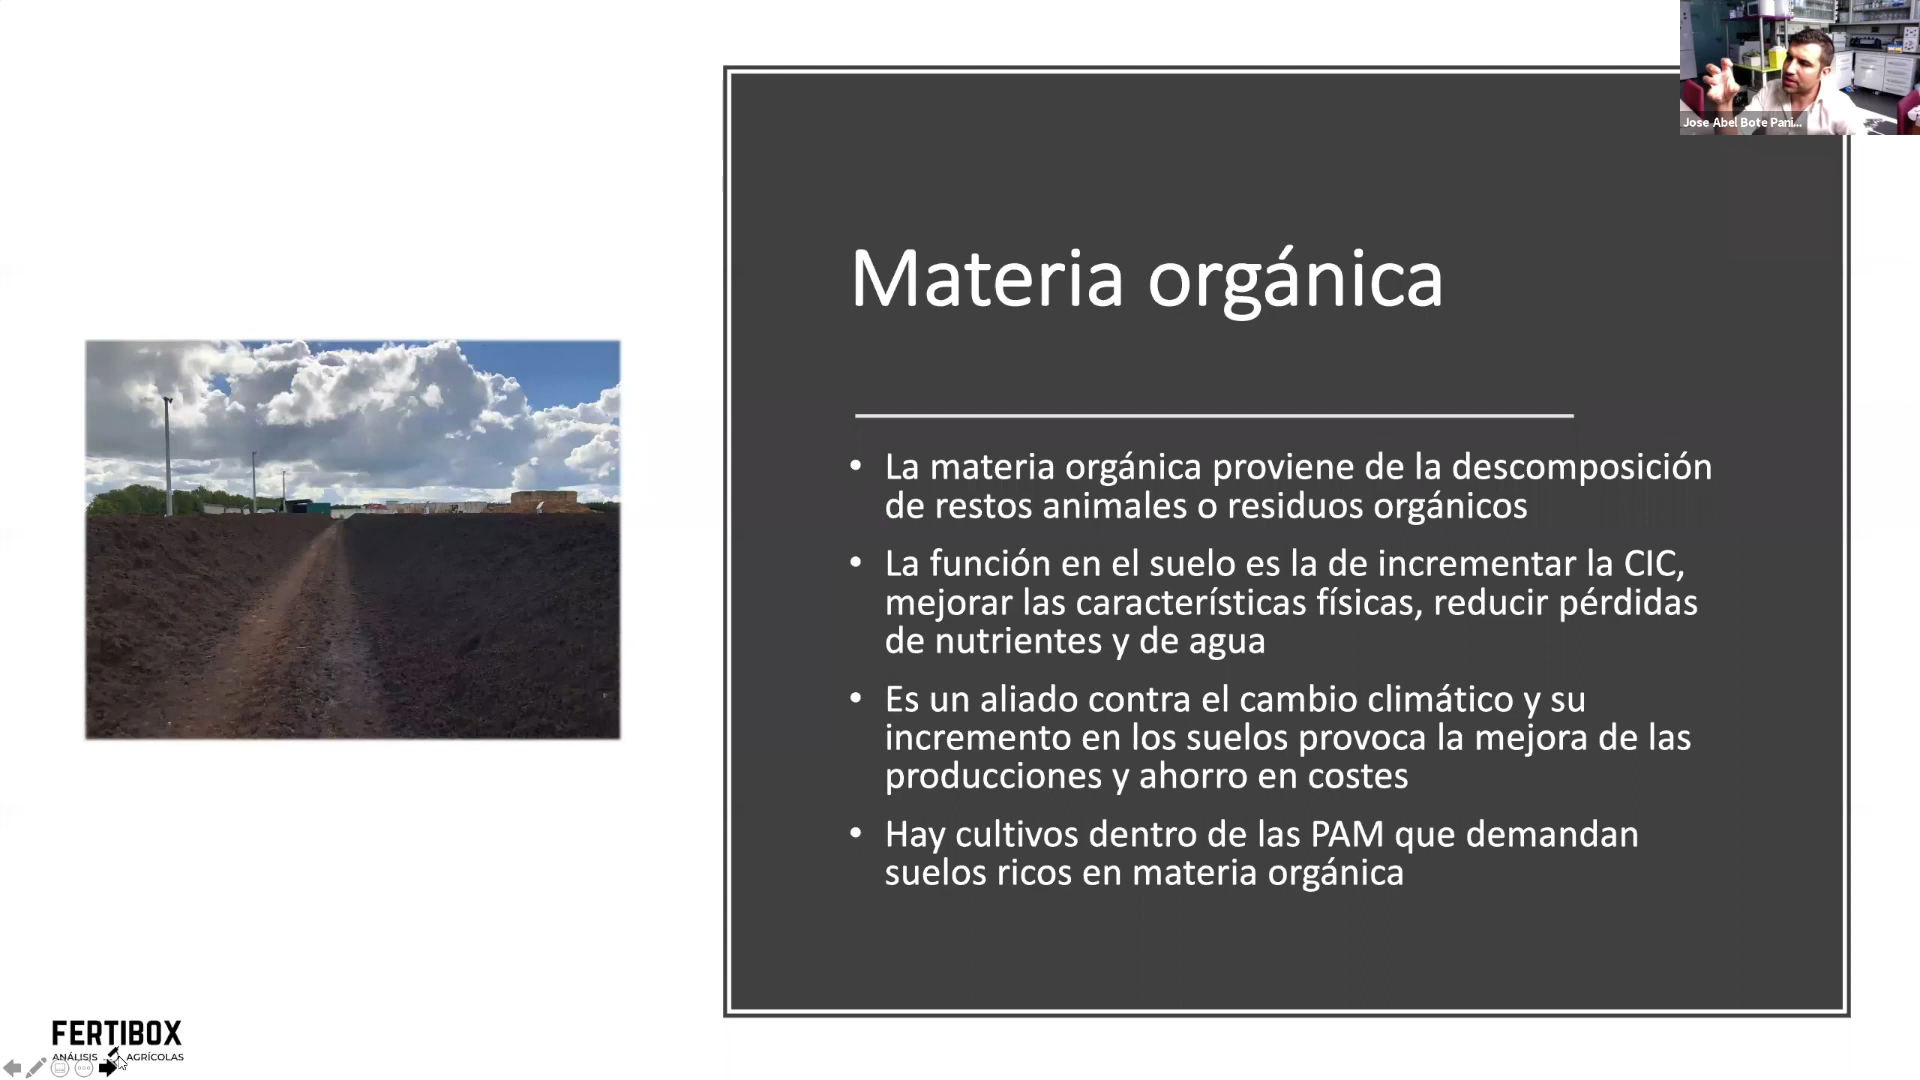 Jose Abel Bote Pani...
Materia orgánica
• La materia orgánica proviene de la descomposición
de restos animales o residuos orgánicos
• La función en el suelo es la de incrementar la CIC,
mejorar las características físicas, reducir pérdidas
de nutrientes y de agua
• Es un aliado contra el cambio climático y su
incremento en los suelos provoca la mejora de las
producciones y ahorro en costes
• Hay cultivos dentro de las PAM que demandan
suelos ricos en materia orgánica
FERTIBOX
ANÁLISIS AGRÍCOLAS